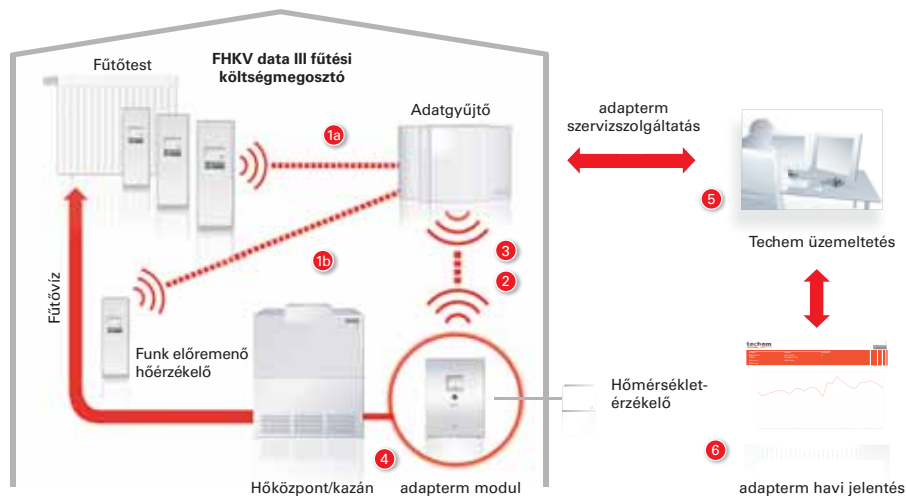 Fűtőtest
FHKV data III fűtési
költségmegosztó
Adatgyűjtő
1a
adapterm
szervizszolgáltatás
5
Techem üzemeltetés
3
1b
2
Fűtővíz
Funk előremenő
hőérzékelő
techem
Hőmérséklet-
érzékelő
4
6
Hőközpont/kazán
adapterm modul
adapterm havi jelentés